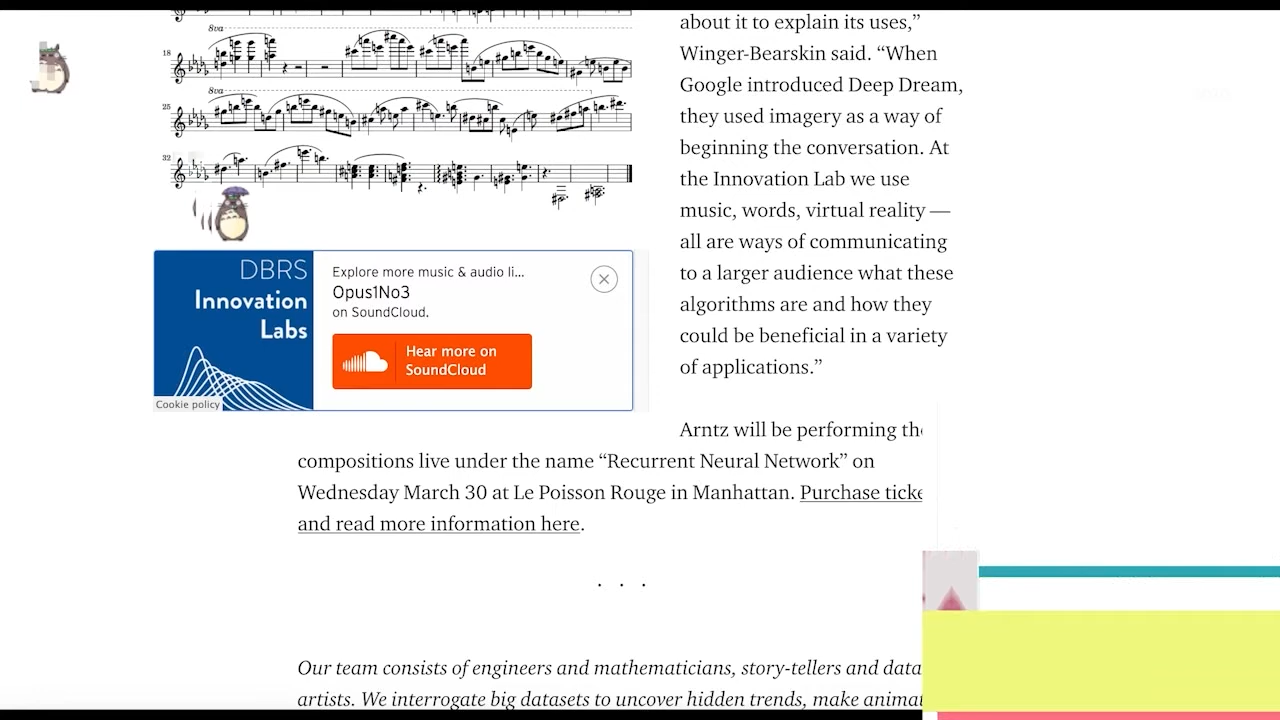 8va
18
8va
25
32
about it to explain its uses,”
Winger-Bearskin said. “When
Google introduced Deep Dream,
they used imagery as a way of
beginning the conversation. At
the Innovation Lab we use
music, words, virtual reality —
all are ways of communicating
to a larger audience what these
algorithms are and how they
could be beneficial in a variety
of applications.”
DBRS
Innovation
Labs
Cookie policy
Explore more music & audio li...
Opus1No3
on SoundCloud.
Hear more on
SoundCloud
Arntz will be performing the
compositions live under the name “Recurrent Neural Network” on
Wednesday March 30 at Le Poisson Rouge in Manhattan. Purchase ticke
and read more information here.
. . .
Our team consists of engineers and mathematicians, story-tellers and data
artists. We interrogate big datasets to uncover hidden trends, make animat